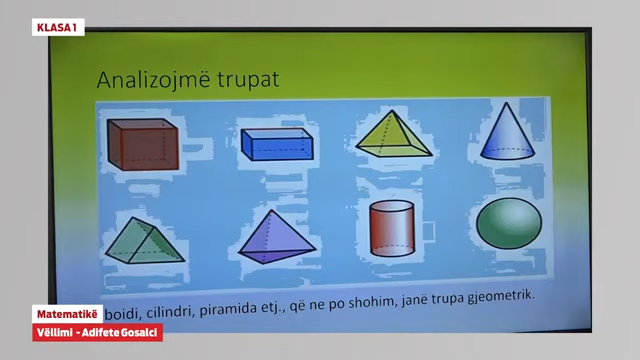 KLASA 1
Analizojmë trupat
boidi, cilindri, piramida etj., që ne po shohim, janë trupa gjeometrik.
Matematikë
Vëllimi - Adifete Gosalci